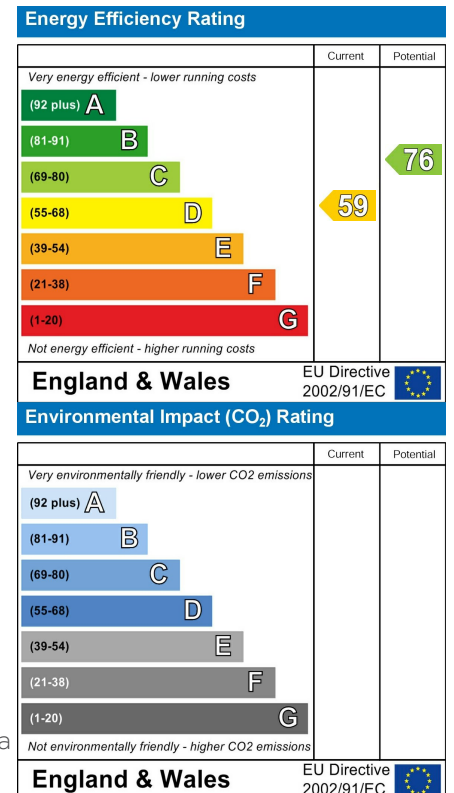 Energy Efficiency Rating
Current Potential
Very energy efficient - lower running costs
(92 plus) A
(81-91) B
76
(69-80) C
59
(55-68) D
(39-54) E
(21-38) F
(1-20) G
Not energy efficient - higher running costs
England & Wales
EU Directive
2002/91/EC
Environmental Impact (CO₂) Rating
Current Potential
Very environmentally friendly - lower CO2 emissions
(92 plus) A
(81-91) B
(69-80) C
(55-68) D
(39-54) E
(21-38) F
(1-20) G
a
Not environmentally friendly - higher CO2 emissions
England & Wales
EU Directive
2002/91/EC